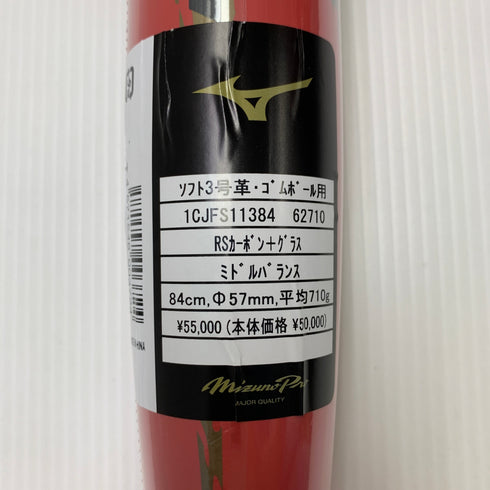 ソフト3号革・ゴムボール用
1CJFS11384 62710
RSカーボン+グラス
ミドルバランス
84cm,Φ57mm,平均710g
¥55,000(本体価格 ¥50,000)
Mizuno Pro
MAJOR QUALITY